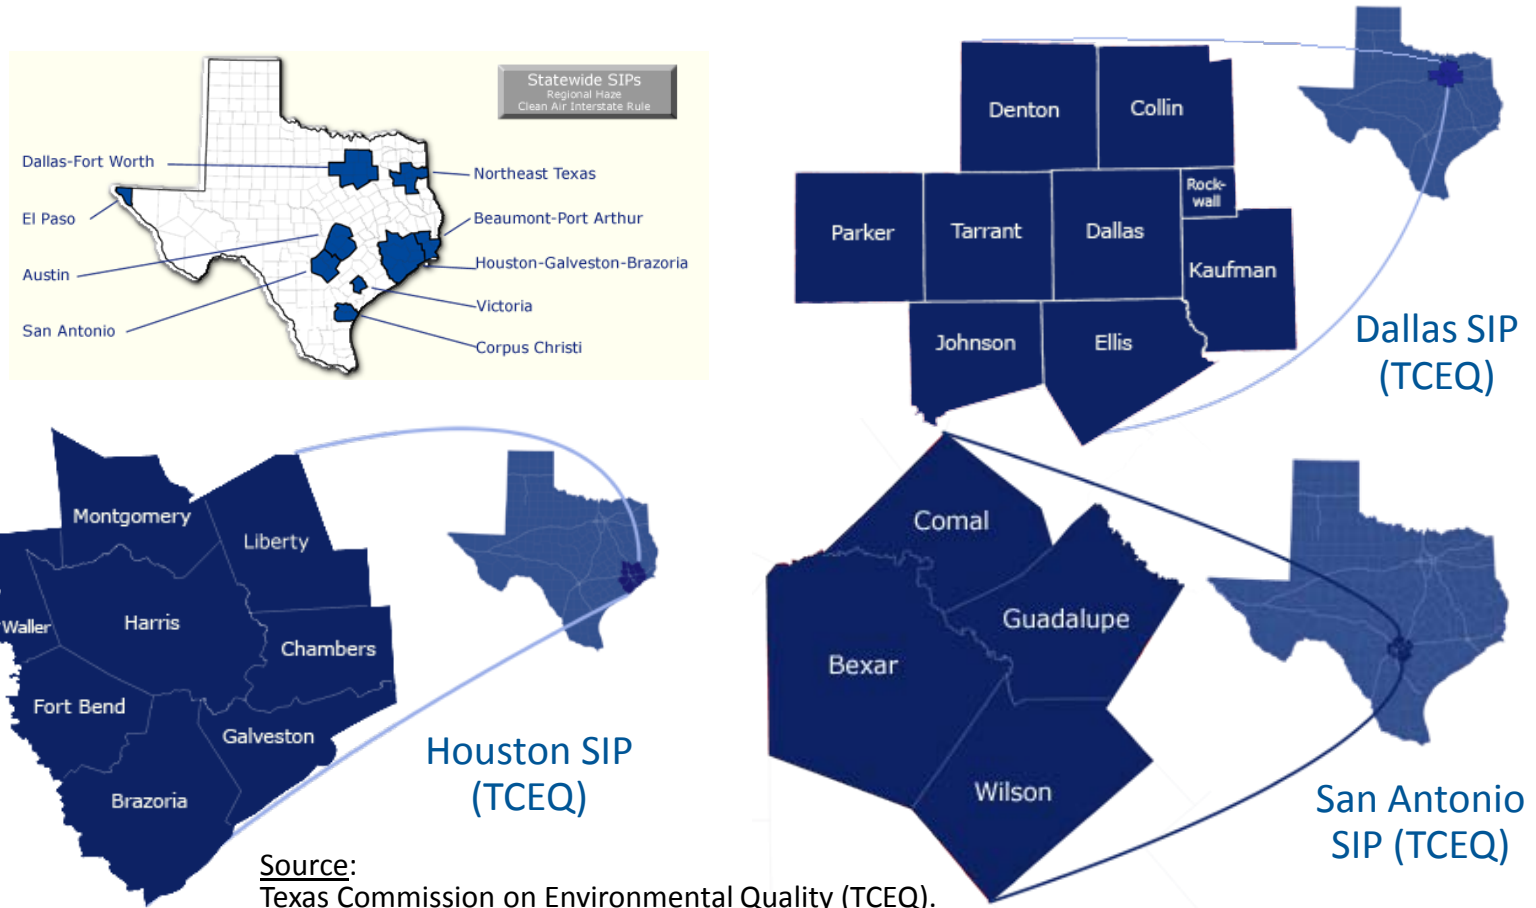 Statewide SIPs
Regional Haze
Clean Air Interstate Rule
Dallas-Fort Worth
El Paso
Austin
San Antonio
Northeast Texas
Beaumont-Port Arthur
Houston-Galveston-Brazoria
Victoria
Corpus Christi
Denton
Collin
Rock-
wall
Parker
Tarrant
Dallas
Kaufman
Johnson
Ellis
Dallas SIP
(TCEQ)
Montgomery
Liberty
Waller
Harris
Chambers
Fort Bend
Galveston
Brazoria
Houston SIP
(TCEQ)
Comal
Guadalupe
Bexar
Wilson
San Antonio
SIP (TCEQ)
Source:
Texas Commission on Environmental Quality (TCEQ).